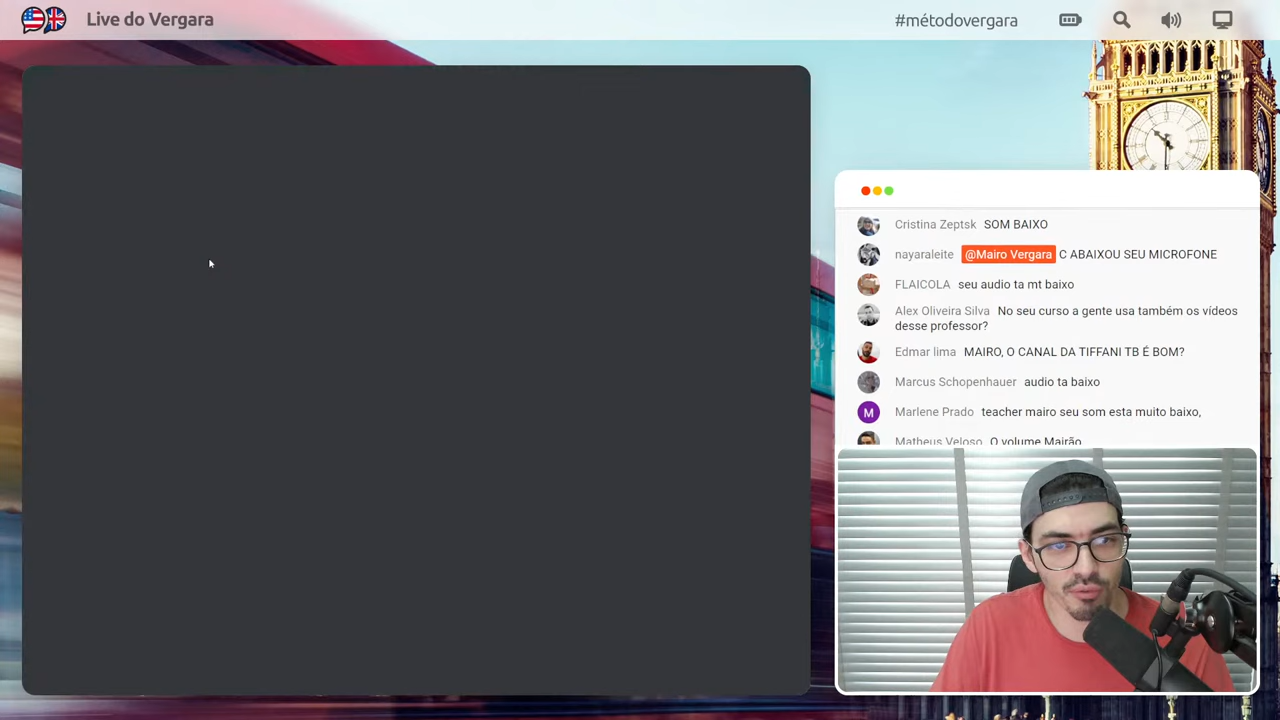 Live do Vergara
#métodovergara
Cristina Zeptsk SOM BAIXO
nayaraleite @Mairo Vergara C ABAIXOU SEU MICROFONE
FLAICOLA seu audio ta mt baixo
Alex Oliveira Silva No seu curso a gente usa também os vídeos
desse professor?
Edmar lima MAIRO, O CANAL DA TIFFANI TB É BOM?
Marcus Schopenhauer audio ta baixo
M
Marlene Prado teacher mairo seu som esta muito baixo,
Matheus Veloso O volume Mairão